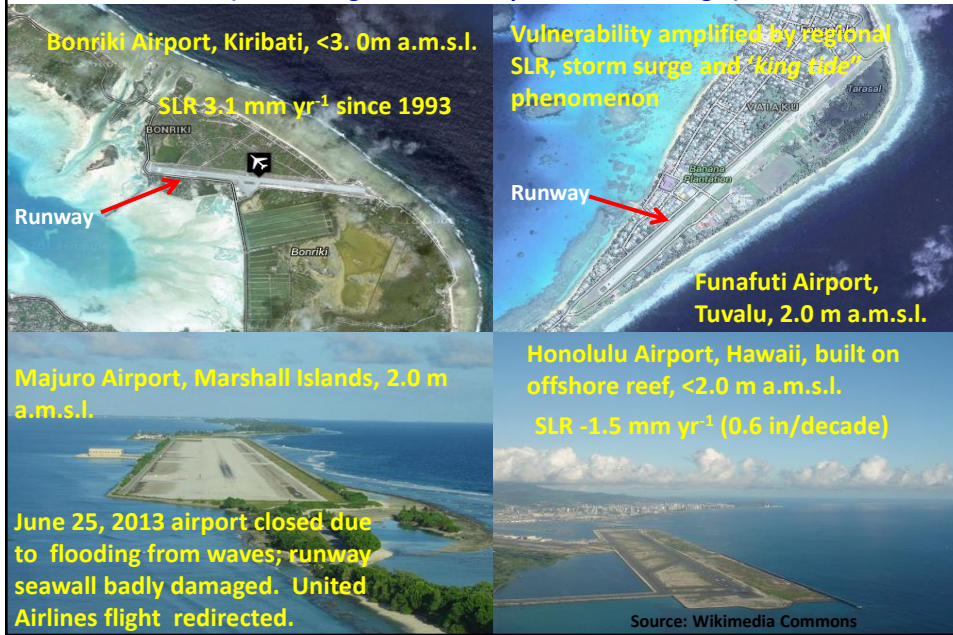 Bonriki Airport, Kiribati, <3. 0m a.m.s.l.
SLR 3.1 mm yr-1 since 1993
BONRIKI
Runway
Bonriki
Vulnerability amplified by regional
SLR, storm surge and "king tide"
phenomenon
Tarasal
VAIAKU
Banana
Plantation
Runway
Funafuti Airport,
Tuvalu, 2.0 m a.m.s.l.
Majuro Airport, Marshall Islands, 2.0 m
a.m.s.l.
June 25, 2013 airport closed due
to flooding from waves; runway
seawall badly damaged. United
Airlines flight redirected.
Honolulu Airport, Hawaii, built on
offshore reef, <2.0 m a.m.s.l.
SLR -1.5 mm yr-1 (0.6 in/decade)
Source: Wikimedia Commons